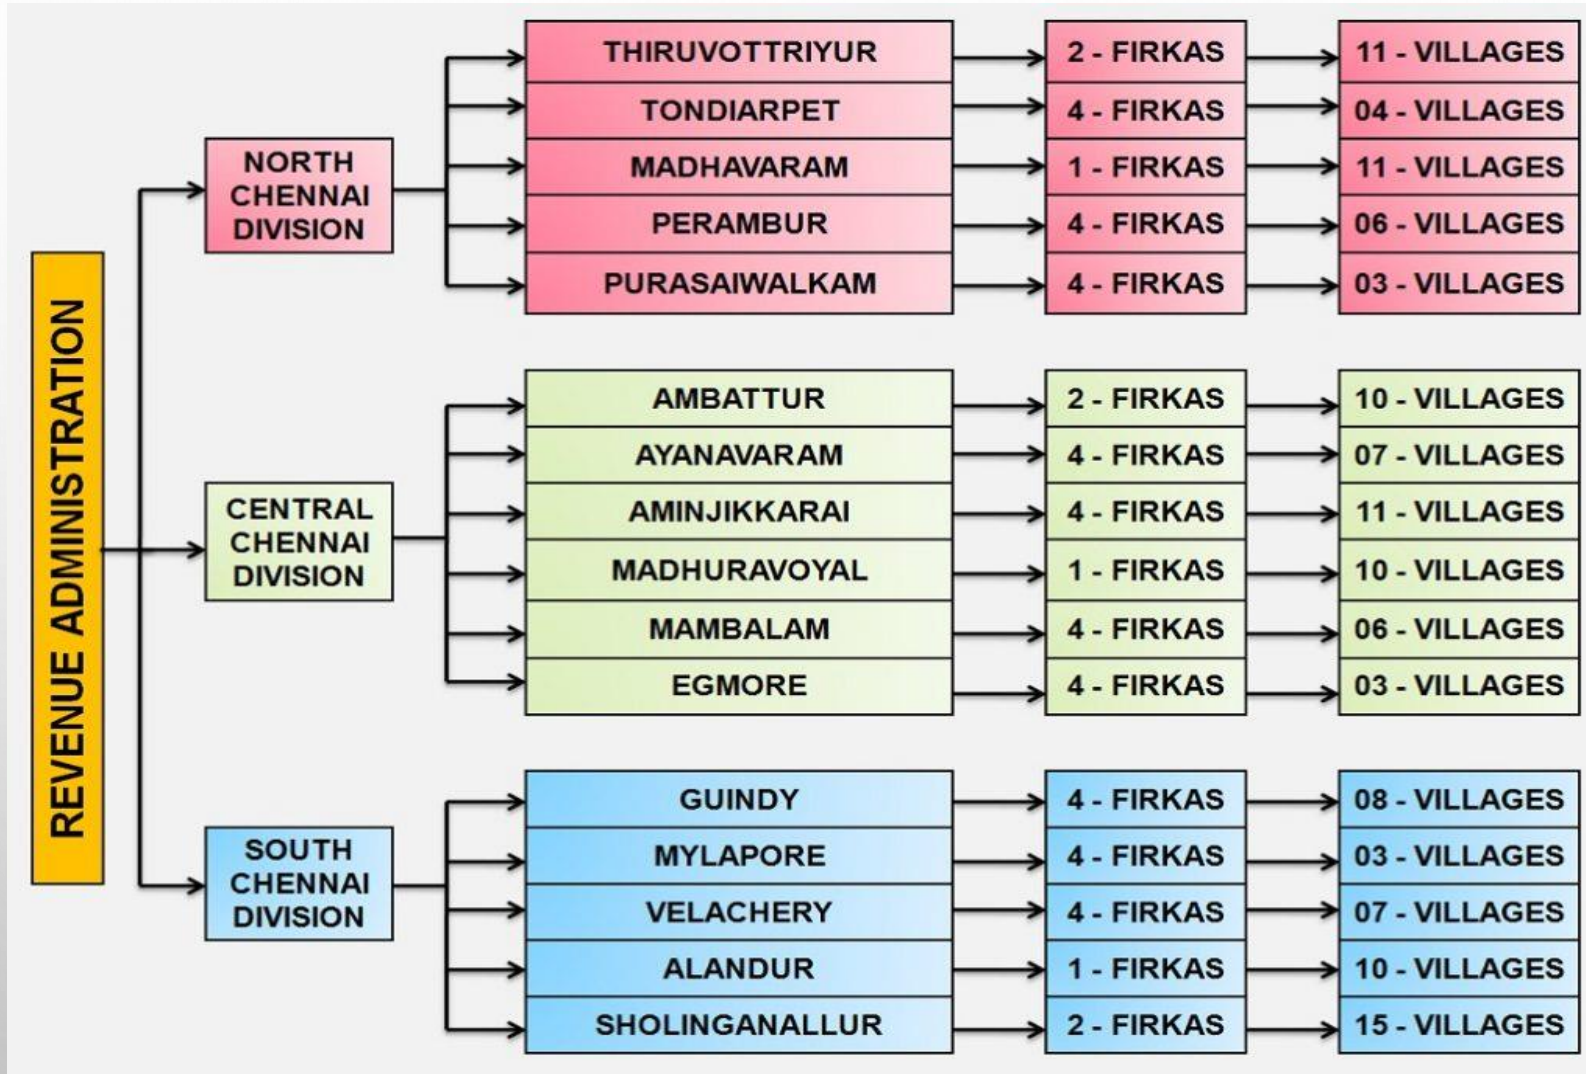 REVENUE ADMINISTRATION
NORTH
CHENNAI
DIVISION
THIRUVOTTRIYUR 2 - FIRKAS 11 - VILLAGES
TONDIARPET 4 - FIRKAS 04 - VILLAGES
MADHAVARAM 1 - FIRKAS 11 - VILLAGES
PERAMBUR 4 - FIRKAS 06 - VILLAGES
PURASAIWALKAM 4 - FIRKAS 03 - VILLAGES
CENTRAL
CHENNAI
DIVISION
AMBATTUR 2 - FIRKAS 10 - VILLAGES
AYANAVARAM 4 - FIRKAS 07 - VILLAGES
AMINJIKKARAI 4 - FIRKAS 11 - VILLAGES
MADHURAVOYAL 1 - FIRKAS 10 - VILLAGES
MAMBALAM 4 - FIRKAS 06 - VILLAGES
EGMORE 4 - FIRKAS 03 - VILLAGES
SOUTH
CHENNAI
DIVISION
GUINDY 4 - FIRKAS 08 - VILLAGES
MYLAPORE 4 - FIRKAS 03 - VILLAGES
VELACHERY 4 - FIRKAS 07 - VILLAGES
ALANDUR 1 - FIRKAS 10 - VILLAGES
SHOLINGANALLUR 2 - FIRKAS 15 - VILLAGES